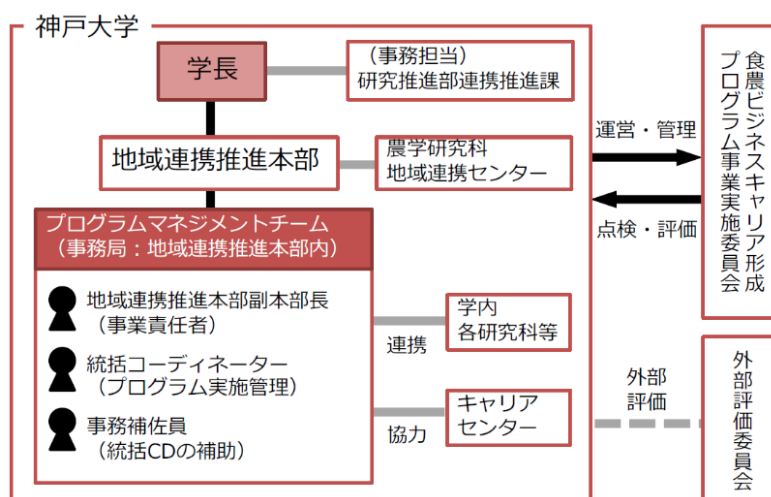 神戸大学
学長
(事務担当)
研究推進部連携推進課
地域連携推進本部
農学研究科
地域連携センター
プログラムマネジメントチーム
(事務局:地域連携推進本部内)
地域連携推進本部副本部長
(事業責任者)
統括コーディネーター
(プログラム実施管理)
事務補佐員
(統括CDの補助)
連携
学内
各研究科等
協力
キャリア
センター
運営・管理
点検・評価
食農ビジネスキャリア形成
プログラム事業実施委員会
外部
評価
外部評価委員会